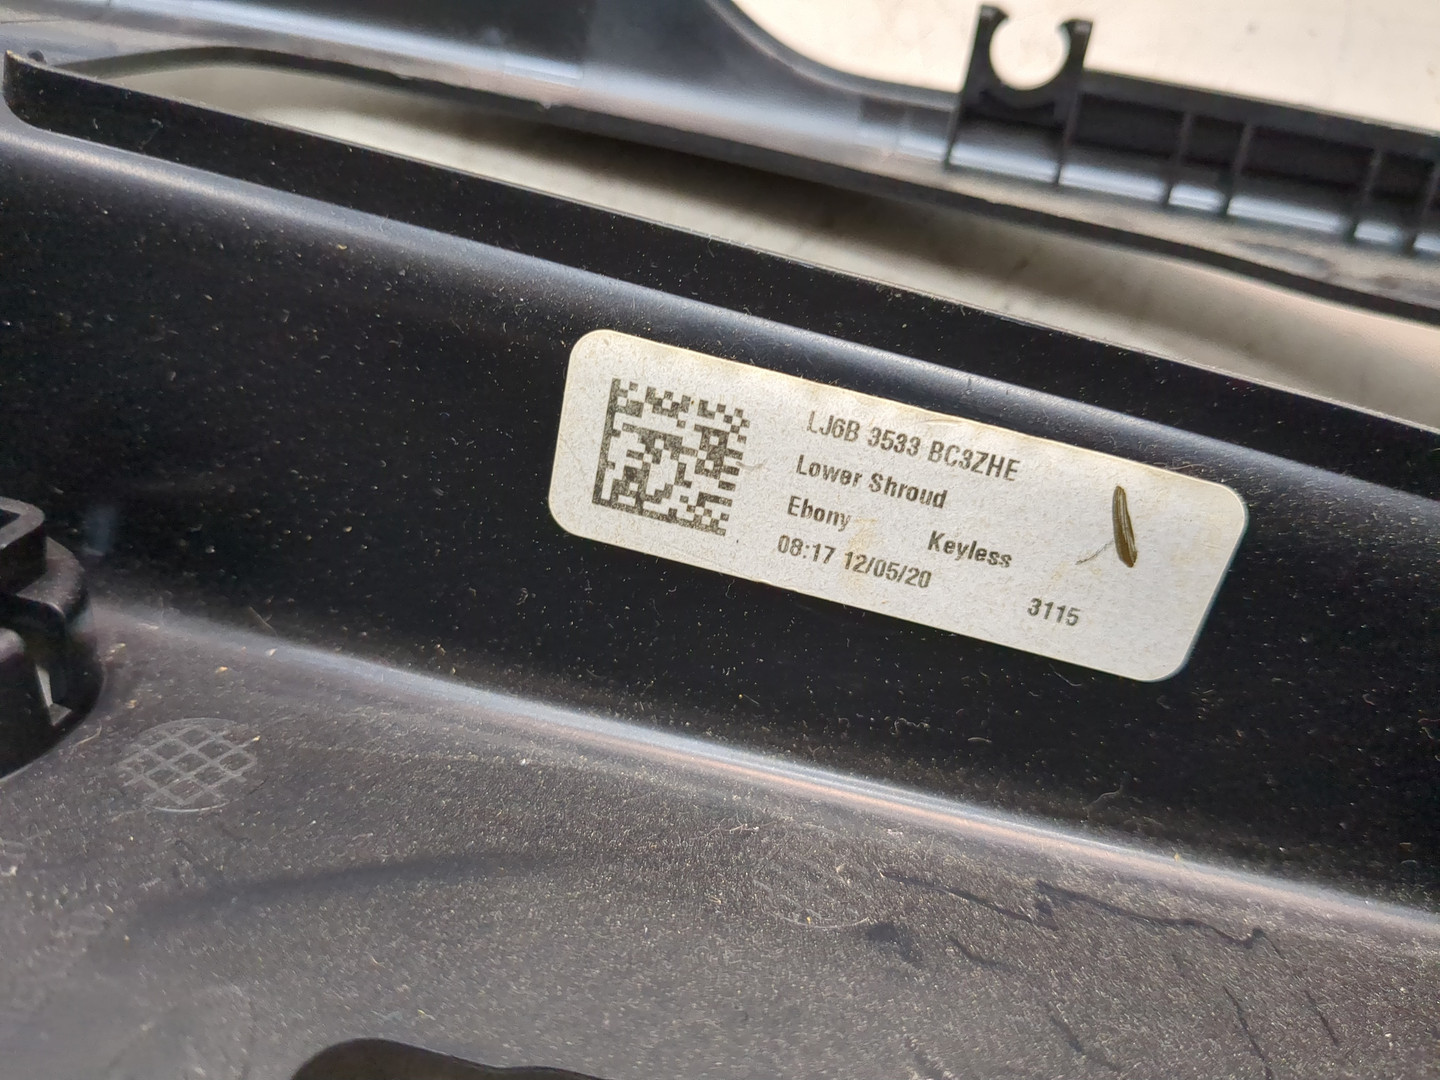 LJ6B 3533 BC3ZHE
Lower Shroud
Ebony Keyless
08:17 12/05/20
3115